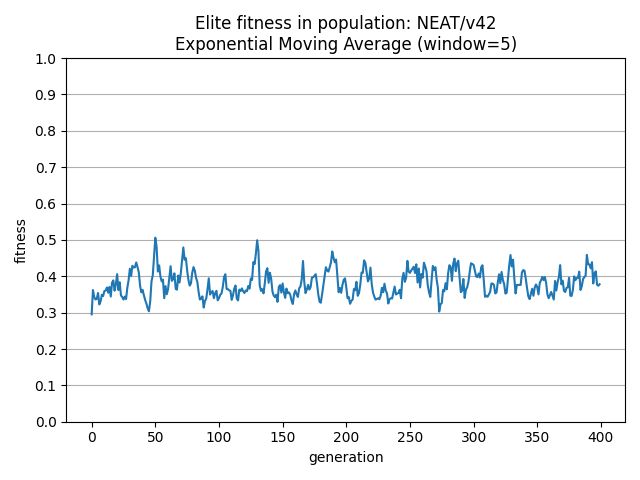 Elite fitness in population: NEAT/v42
Exponential Moving Average (window=5)
1.0
0.9
0.8
0.7
0.6
0.5
0.4
0.3
0.2
0.1
0.0
fitness
0 50 100 150 200 250 300 350 400
generation